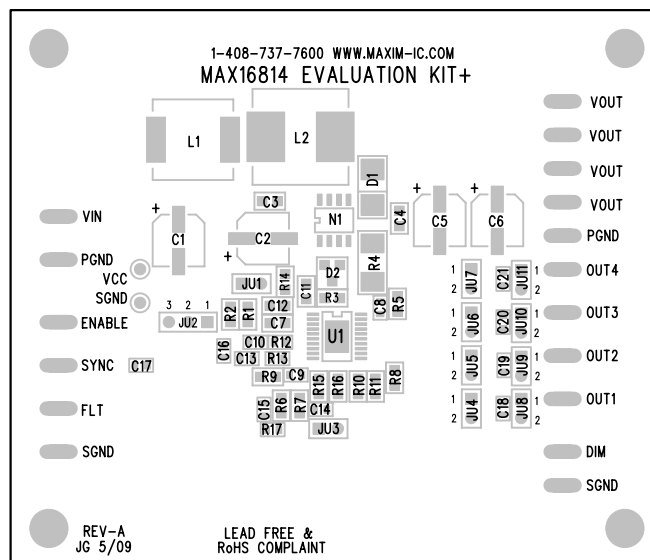 1-408-737-7600 WWW.MAXIM-IC.COM
MAX16814 EVALUATION KIT+
L1
L2
VOUT
VOUT
VOUT
VOUT
PGND
D1
C3
N1
C4
+
C1
C2
+
+
C5
+
C6
VIN
PGND
VCC
SGND
ENABLE
SYNC
FLT
SGND
JU1
R14
C11
D2
R3
R4
C8
R5
3 2 1
JU2
R2
R1
C12
C7
U1
C16
C10
R12
C13
R13
C17
R9
C9
R15
R16
R10
R11
R8
C15
R6
R7
C14
R17
JU3
1
2
JU7
C21
JU11
1
2
OUT4
1
2
JU6
C20
JU10
1
2
OUT3
1
2
JU5
C19
JU9
1
2
OUT2
1
2
JU4
C18
JU8
1
2
OUT1
DIM
SGND
REV-A
JG 5/09
LEAD FREE &
RoHS COMPLAINT